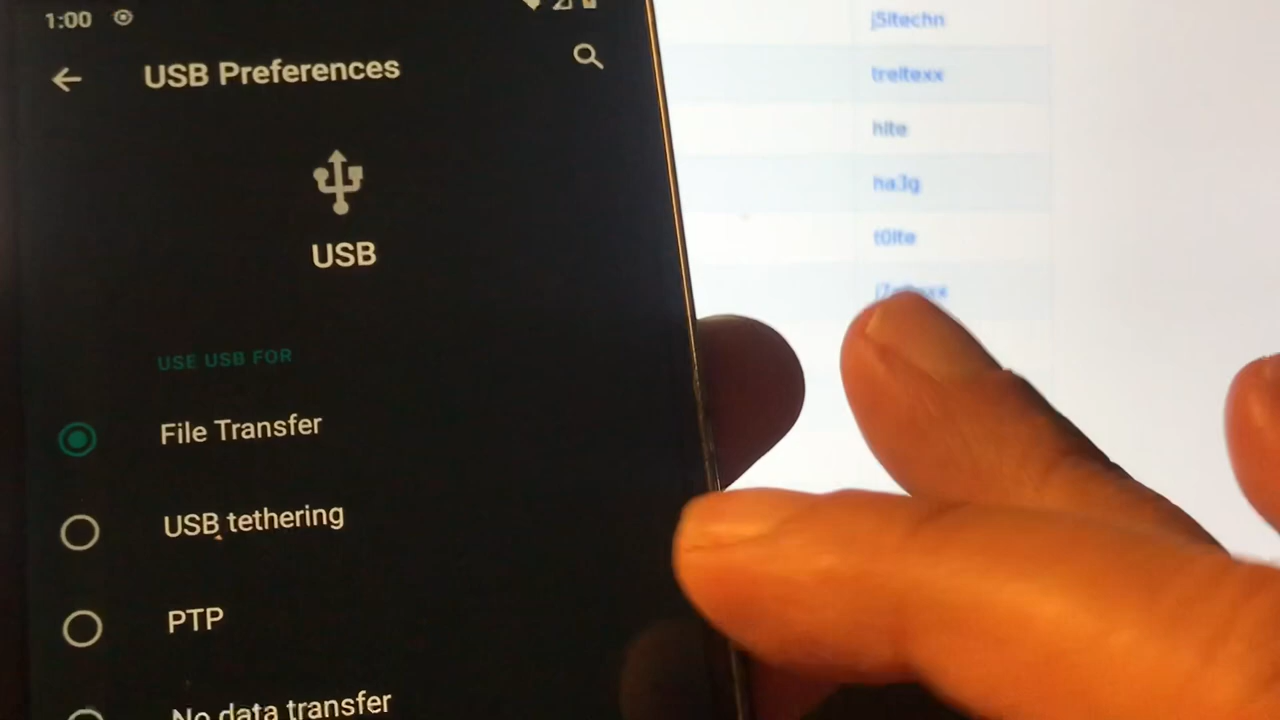 1:00
USB Preferences
USB
USE USB FOR
File Transfer
USB tethering
PTP
No data transfer
j5ltechn
treltexx
hlte
ha3g
t0lte